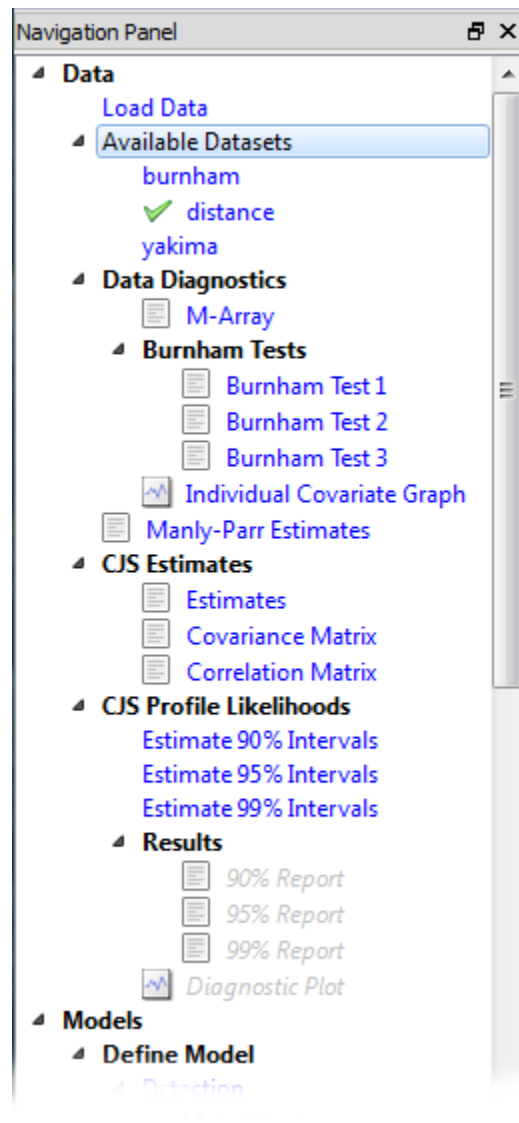 Navigation Panel
Data
Load Data
Available Datasets
burnham
distance
yakima
Data Diagnostics
M-Array
Burnham Tests
Burnham Test 1
Burnham Test 2
Burnham Test 3
Individual Covariate Graph
Manly-Parr Estimates
CJS Estimates
Estimates
Covariance Matrix
Correlation Matrix
CJS Profile Likelihoods
Estimate 90% Intervals
Estimate 95% Intervals
Estimate 99% Intervals
Results
90% Report
95% Report
99% Report
Diagnostic Plot
Models
Define Model
Detection